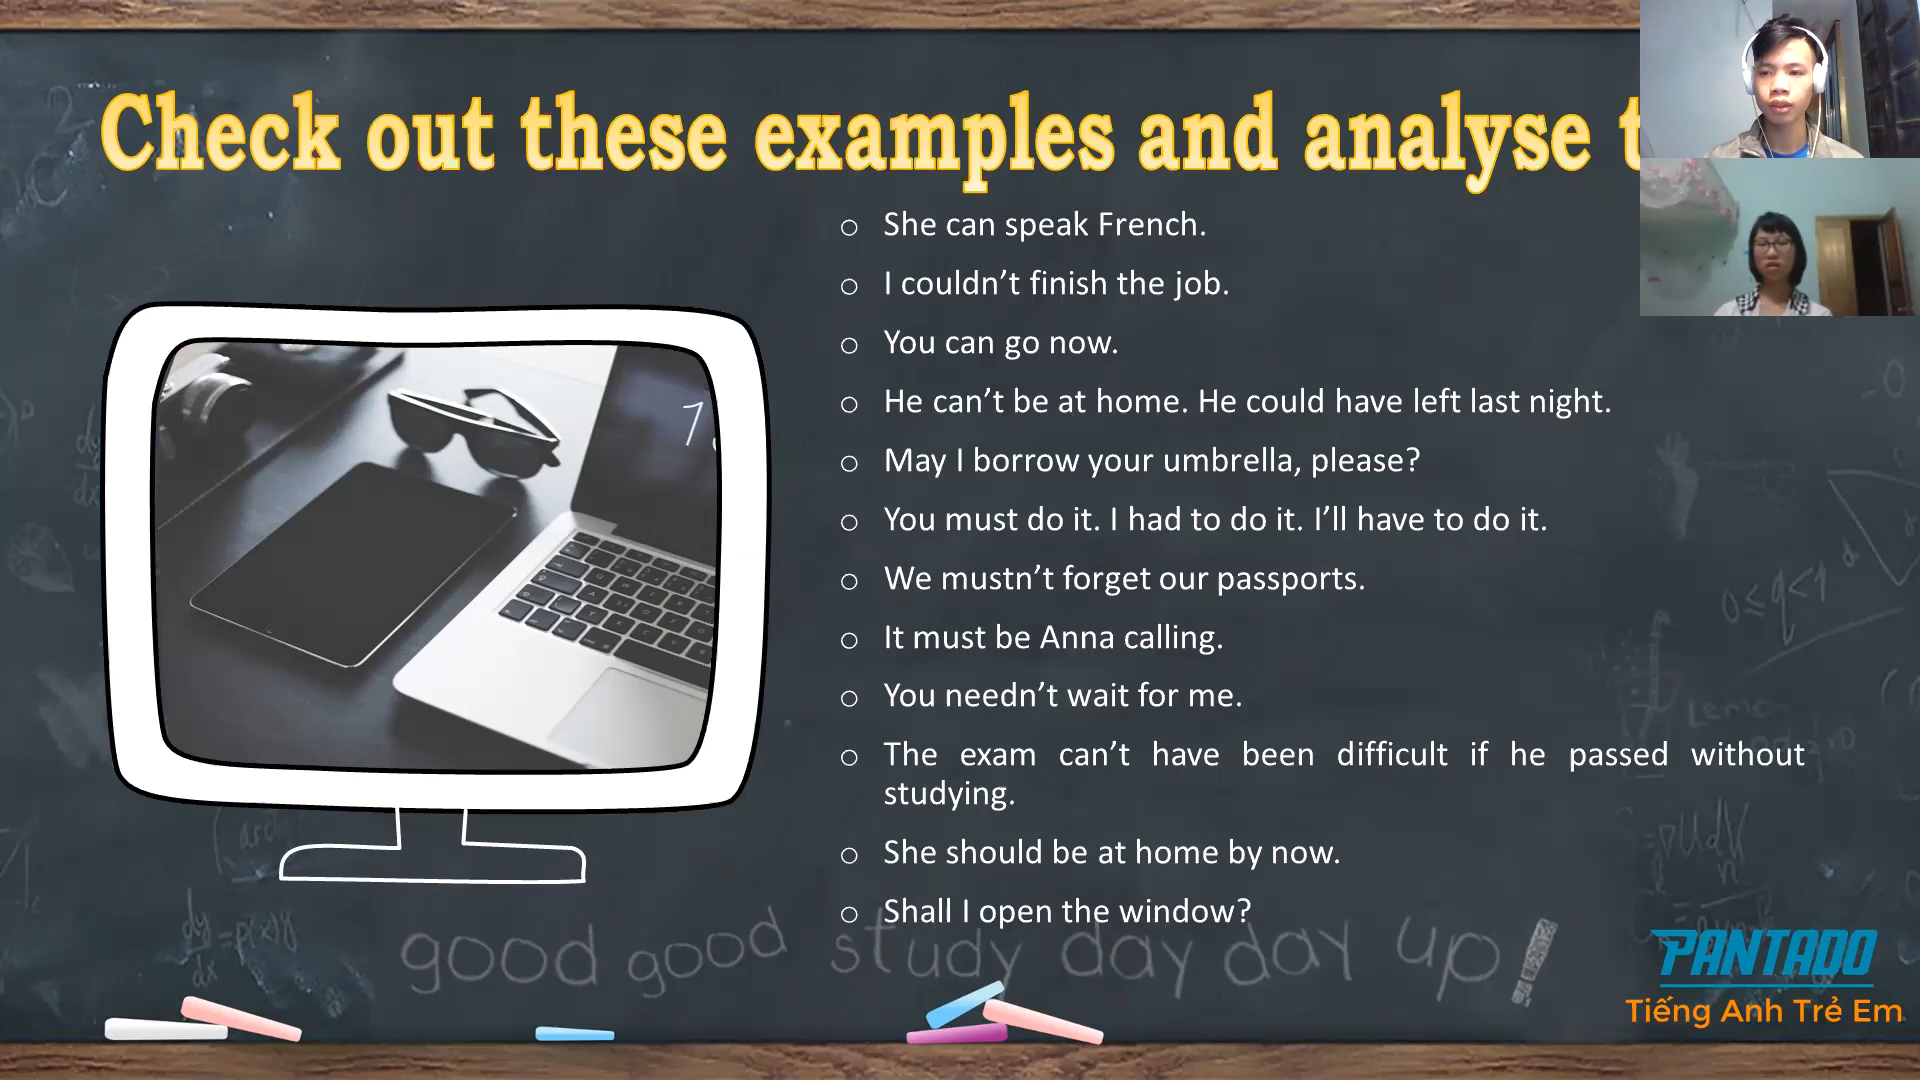 Check out these examples and analyse t
○ She can speak French.
○ I couldn’t finish the job.
○ You can go now.
○ He can’t be at home. He could have left last night.
○ May I borrow your umbrella, please?
○ You must do it. I had to do it. I’ll have to do it.
○ We mustn’t forget our passports.
○ It must be Anna calling.
○ You needn’t wait for me.
○ The exam can’t have been difficult if he passed without
studying.
○ She should be at home by now.
○ Shall I open the window?
good good study day day up!
PANTADO
Tiếng Anh Trẻ Em